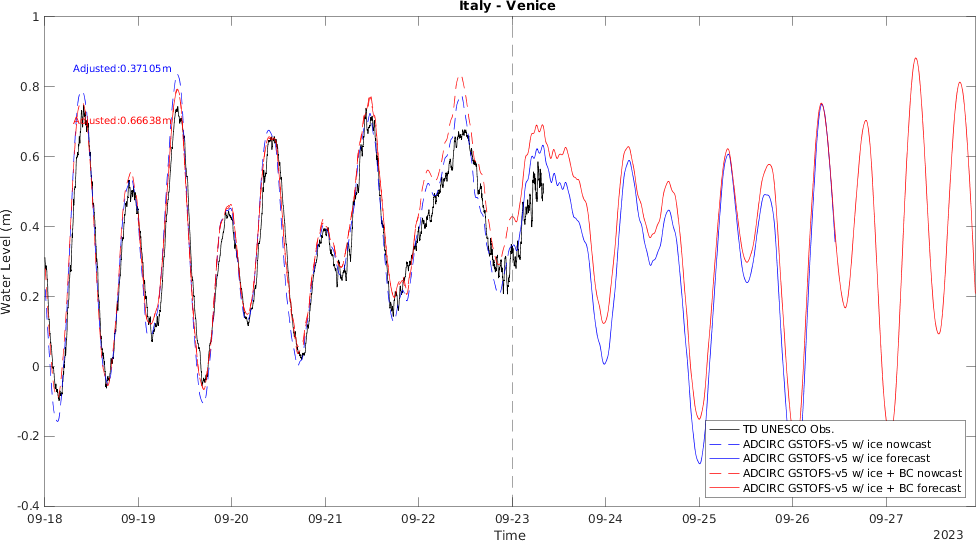 Italy - Venice
1
0.8
0.6
0.4
0.2
0
-0.2
-0.4
Water Level (m)
Adjusted:0.37105m
Adjusted:0.66638m
TD UNESCO Obs.
ADCIRC GSTOFS-v5 w/ ice nowcast
ADCIRC GSTOFS-v5 w/ ice forecast
ADCIRC GSTOFS-v5 w/ ice + BC nowcast
ADCIRC GSTOFS-v5 w/ ice + BC forecast
09-18 09-19 09-20 09-21 09-22 09-23 09-24 09-25 09-26 09-27
Time
2023